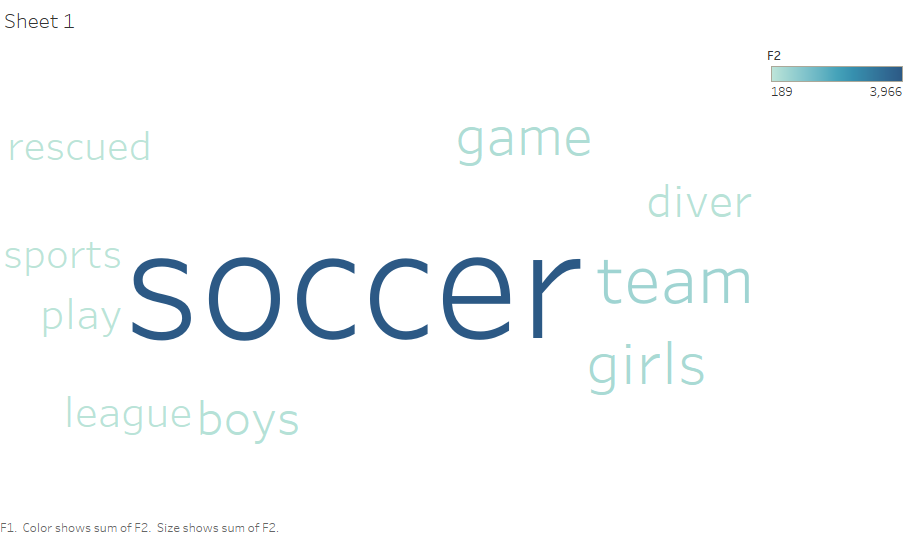 Sheet 1
F2
189 3,966
game
rescued
diver
sports
soccer
team
play
girls
league
boys
F1. Color shows sum of F2. Size shows sum of F2.